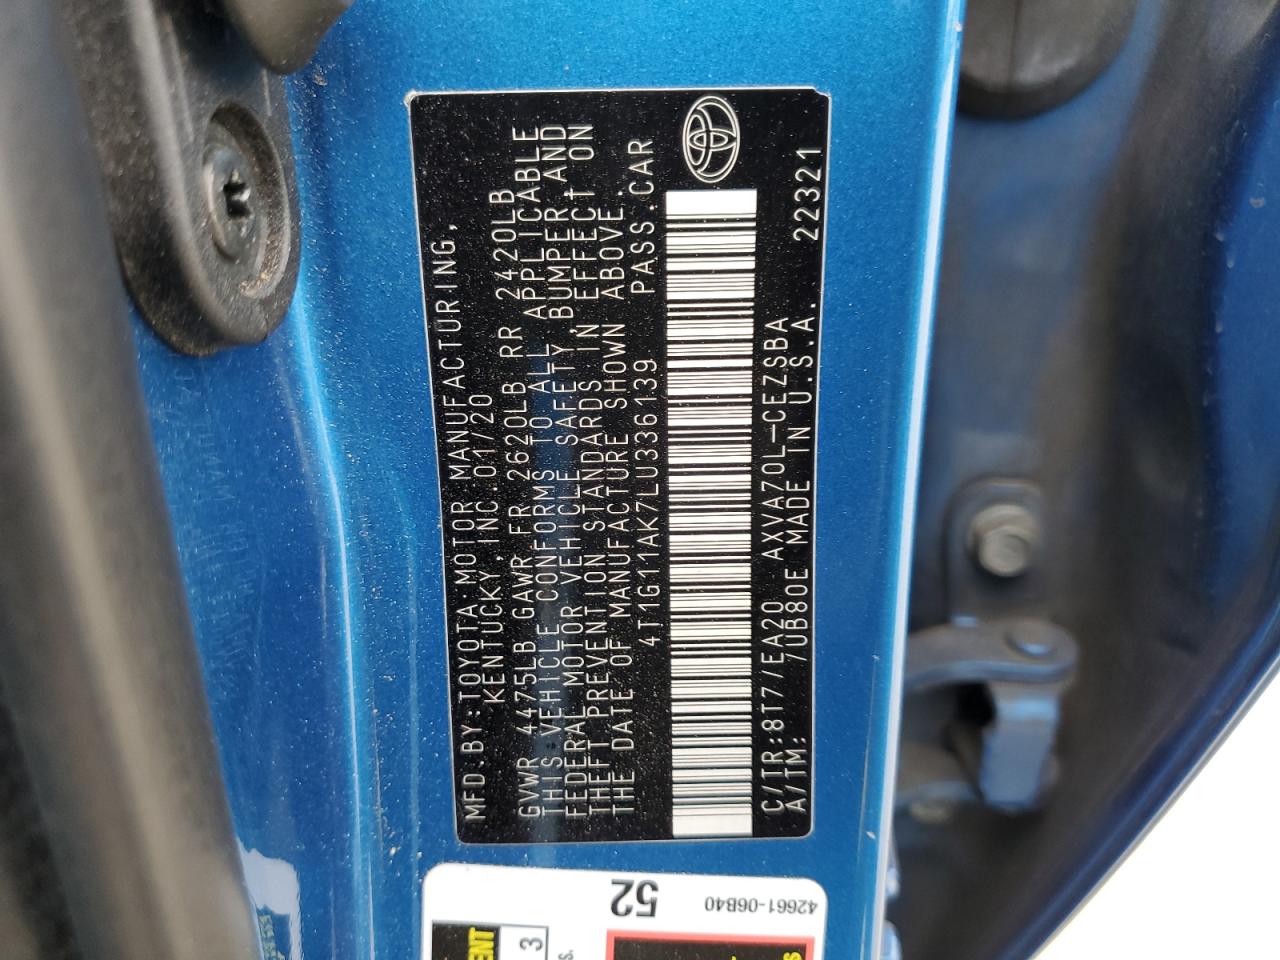 MFD.BY:TOYOTA MOTOR MANUFACTURING,
KENTUCKY,INC.01/20
GVWR 4475LB GAWR FR 2620LB RR 2420LB
THIS VEHICLE CONFORMS TO ALL APPLICABLE
FEDERAL MOTOR VEHICLE SAFETY, BUMPER AND
THEFT PREVENTION STANDARDS IN EFFECT ON
THE DATE OF MANUFACTURE SHOWN ABOVE.
4T1G11AK7LU336139 PASS.CAR
C/TR:8T7/EA20 AXVA70L-CEZSBA
A/TM: /UB80E MADE IN U.S.A. 22321
52
42661-06B40
3